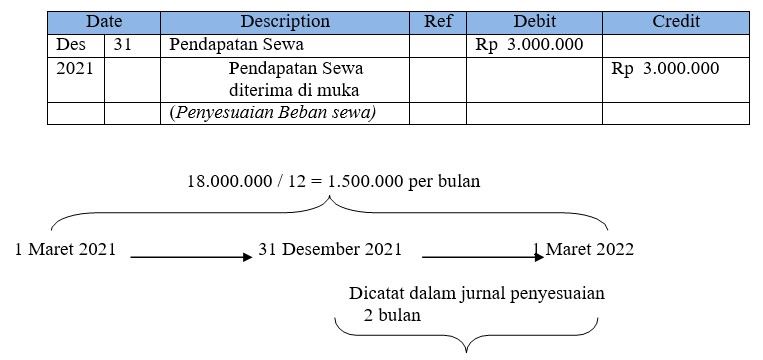 Date Description Ref Debit Credit
Des 31 Pendapatan Sewa Rp 3.000.000
2021 Pendapatan Sewa Rp 3.000.000
diterima di muka
(Penyesuaian Beban sewa)
18.000.000 / 12 = 1.500.000 per bulan
1 Maret 2021 31 Desember 2021 1 Maret 2022
Dicatat dalam jurnal penyesuaian
2 bulan